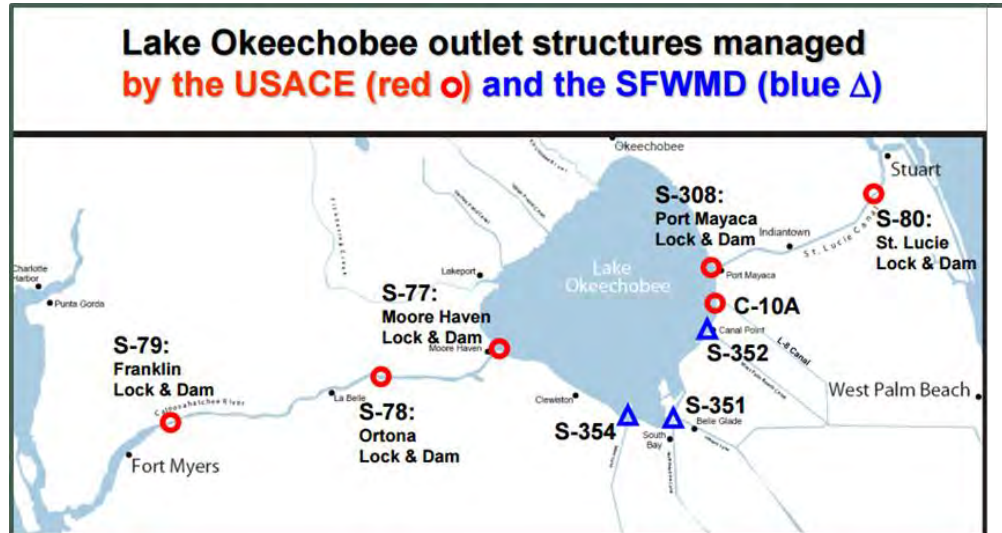 Lake Okeechobee outlet structures managed
by the USACE (red o) and the SFWMD (blue Δ)
Okeechobee
Stuart
S-308:
Port Mayaca
Lock & Dam
Indiantown
St. Lucie Canal
S-80:
St. Lucie
Lock & Dam
Charlotte
Harbor
Punta Gorda
Lakeport
Lake
Okeechobee
Port Mayaca
S-77:
Moore Haven
Lock & Dam
Moore Haven
C-10A
Canal Point
S-352
L-8 Canal
S-79:
Franklin
Lock & Dam
Caloosahatchee River
La Belle
S-78:
Ortona
Lock & Dam
Clewiston
S-354
S-351
Belle Glade
South
Bay
West Palm Beach
Fort Myers